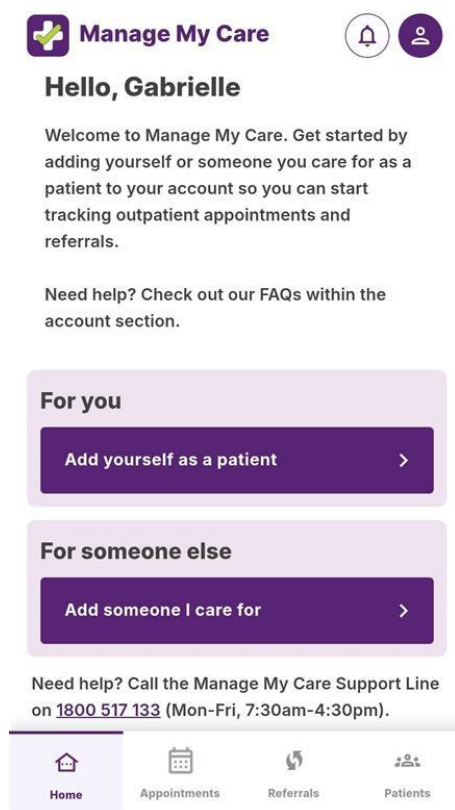 Manage My Care
Hello, Gabrielle
Welcome to Manage My Care. Get started by
adding yourself or someone you care for as a
patient to your account so you can start
tracking outpatient appointments and
referrals.
Need help? Check out our FAQs within the
account section.
For you
Add yourself as a patient
For someone else
Add someone I care for
Need help? Call the Manage My Care Support Line
on 1800 517 133 (Mon-Fri, 7:30am-4:30pm).
Home Appointments Referrals Patients